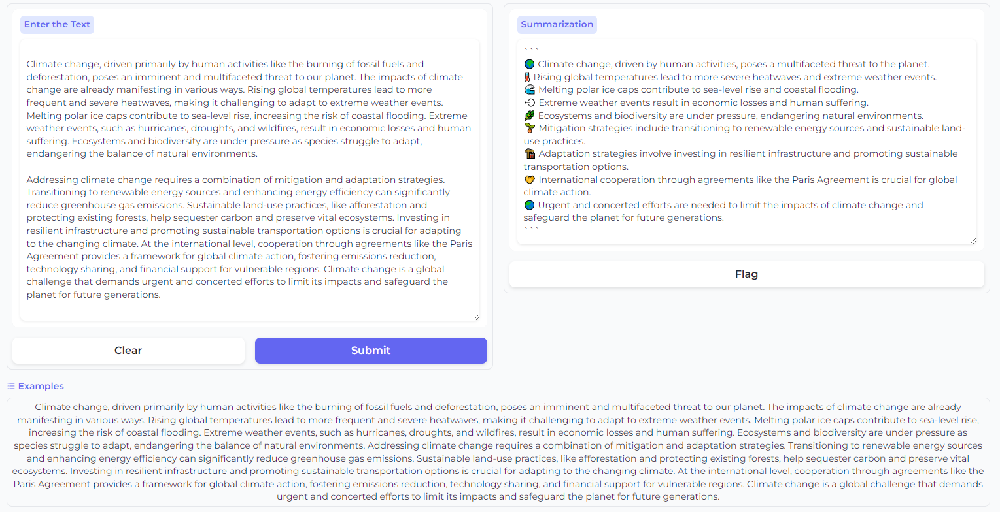 Enter the Text
Climate change, driven primarily by human activities like the burning of fossil fuels and
deforestation, poses an imminent and multifaceted threat to our planet. The impacts of climate
change are already manifesting in various ways. Rising global temperatures lead to more
frequent and severe heatwaves, making it challenging to adapt to extreme weather events.
Melting polar ice caps contribute to sea-level rise, increasing the risk of coastal flooding. Extreme
weather events, such as hurricanes, droughts, and wildfires, result in economic losses and human
suffering. Ecosystems and biodiversity are under pressure as species struggle to adapt,
endangering the balance of natural environments.
Addressing climate change requires a combination of mitigation and adaptation strategies.
Transitioning to renewable energy sources and enhancing energy efficiency can significantly
reduce greenhouse gas emissions. Sustainable land-use practices, like afforestation and
protecting existing forests, help sequester carbon and preserve vital ecosystems. Investing in
resilient infrastructure and promoting sustainable transportation options is crucial for adapting
to the changing climate. At the international level, cooperation through agreements like the Paris
Agreement provides a framework for global climate action, fostering emissions reduction,
technology sharing, and financial support for vulnerable regions. Climate change is a global
challenge that demands urgent and concerted efforts to limit its impacts and safeguard the
planet for future generations.
Clear
Submit
Summarization
```
🌍 Climate change, driven by human activities, poses a multifaceted threat to the planet.
🌡️ Rising global temperatures lead to more severe heatwaves and extreme weather events.
🌊 Melting polar ice caps contribute to sea-level rise and coastal flooding.
💨 Extreme weather events result in economic losses and human suffering.
🌿 Ecosystems and biodiversity are under pressure, endangering natural environments.
🌱 Mitigation strategies include transitioning to renewable energy sources and sustainable land-
use practices.
🏗️ Adaptation strategies involve investing in resilient infrastructure and promoting sustainable
transportation options.
🤝 International cooperation through agreements like the Paris Agreement is crucial for global
climate action.
🌍 Urgent and concerted efforts are needed to limit the impacts of climate change and
safeguard the planet for future generations.
```
Flag
Examples
Climate change, driven primarily by human activities like the burning of fossil fuels and deforestation, poses an imminent and multifaceted threat to our planet. The impacts of climate change are already
manifesting in various ways. Rising global temperatures lead to more frequent and severe heatwaves, making it challenging to adapt to extreme weather events. Melting polar ice caps contribute to sea-level rise,
increasing the risk of coastal flooding. Extreme weather events, such as hurricanes, droughts, and wildfires, result in economic losses and human suffering. Ecosystems and biodiversity are under pressure as
species struggle to adapt, endangering the balance of natural environments. Addressing climate change requires a combination of mitigation and adaptation strategies. Transitioning to renewable energy sources
and enhancing energy efficiency can significantly reduce greenhouse gas emissions. Sustainable land-use practices, like afforestation and protecting existing forests, help sequester carbon and preserve vital
ecosystems. Investing in resilient infrastructure and promoting sustainable transportation options is crucial for adapting to the changing climate. At the international level, cooperation through agreements like the
Paris Agreement provides a framework for global climate action, fostering emissions reduction, technology sharing, and financial support for vulnerable regions. Climate change is a global challenge that demands
urgent and concerted efforts to limit its impacts and safeguard the planet for future generations.